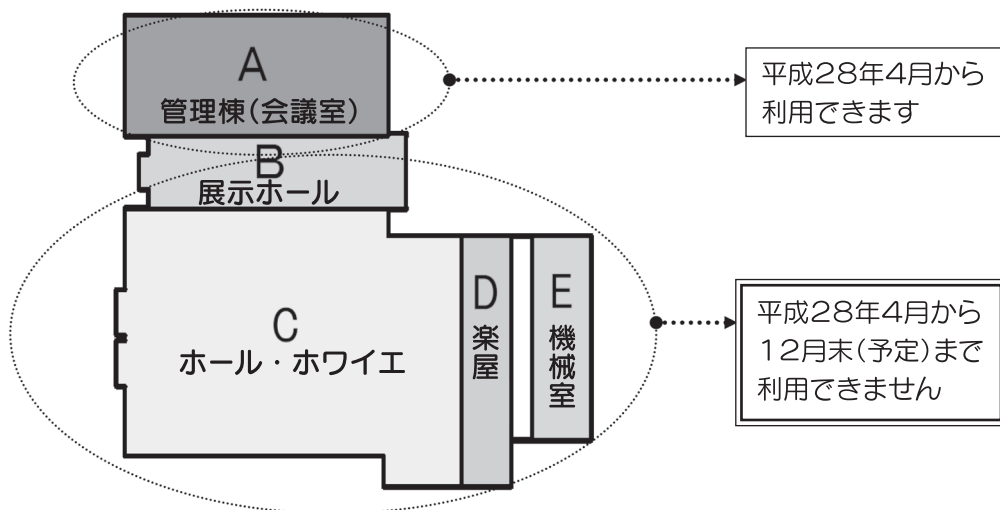 A
管理棟(会議室)
平成28年4月から
利用できます
B
展示ホール
C
ホール・ホワイエ
D
楽屋
E
機械室
平成28年4月から
12月末(予定)まで
利用できません